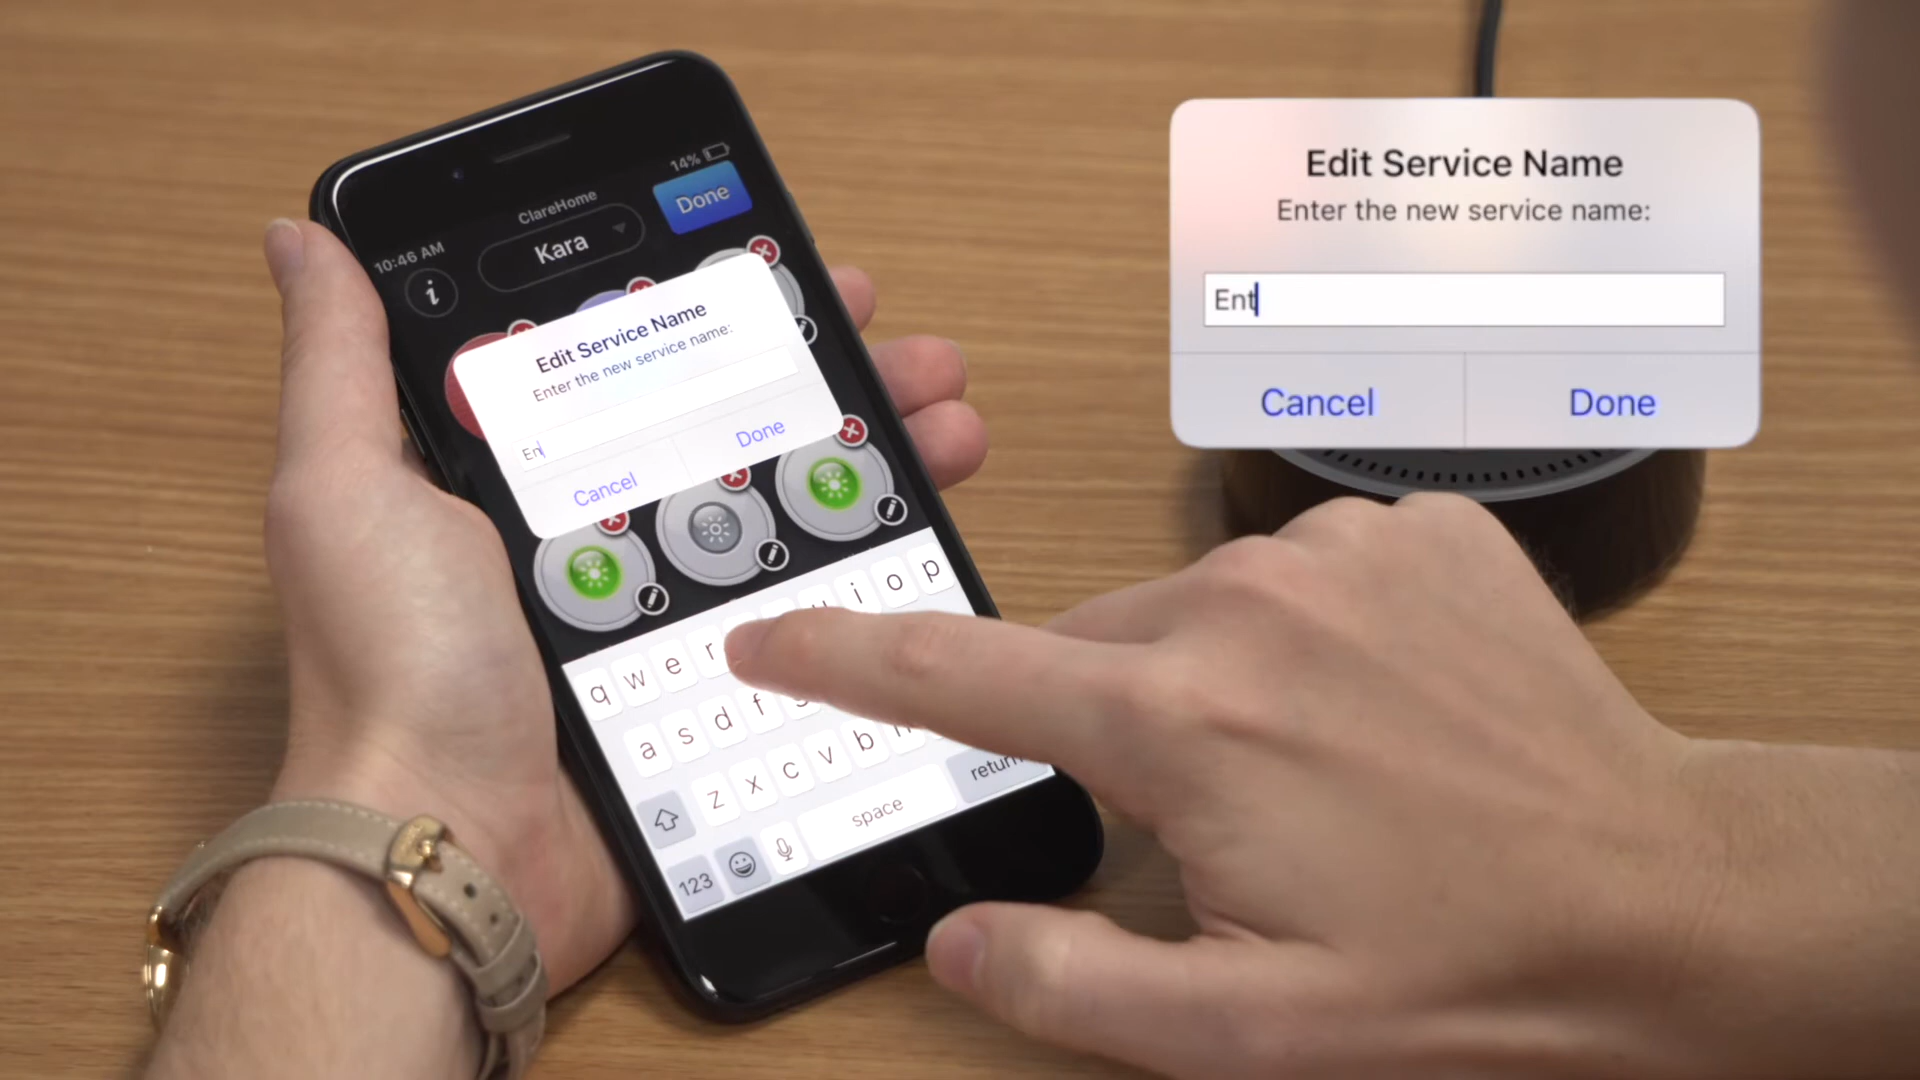 14%
ClareHome
Done
10:46 AM
Kara
i
Edit Service Name
Enter the new service name:
En
Cancel
Done
q w e r i o p
a s d f
z x c v b
return
123
space
Edit Service Name
Enter the new service name:
Ent
Cancel
Done